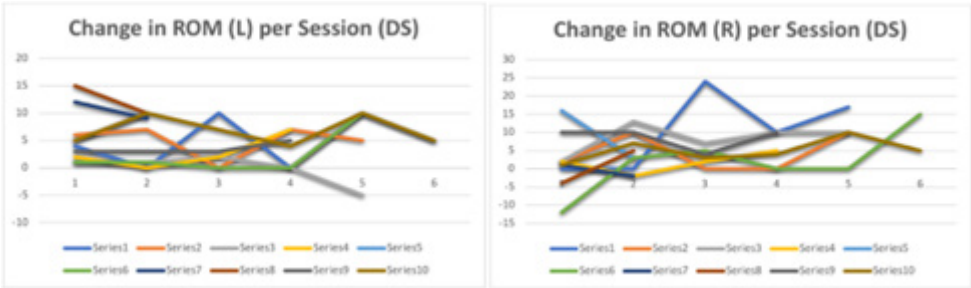 Change in ROM (L) per Session (DS)
20
15
10
5
0
1 2 3 4 5 6
-5
-10
Series1 Series2 Series3 Series4 Series5
Series6 Series7 Series8 Series9 Series10
Change in ROM (R) per Session (DS)
30
25
20
15
10
5
0
1 2 3 4 5 6
-5
-10
-15
Series1 Series2 Series3 Series4 Series5
Series6 Series7 Series8 Series9 Series10